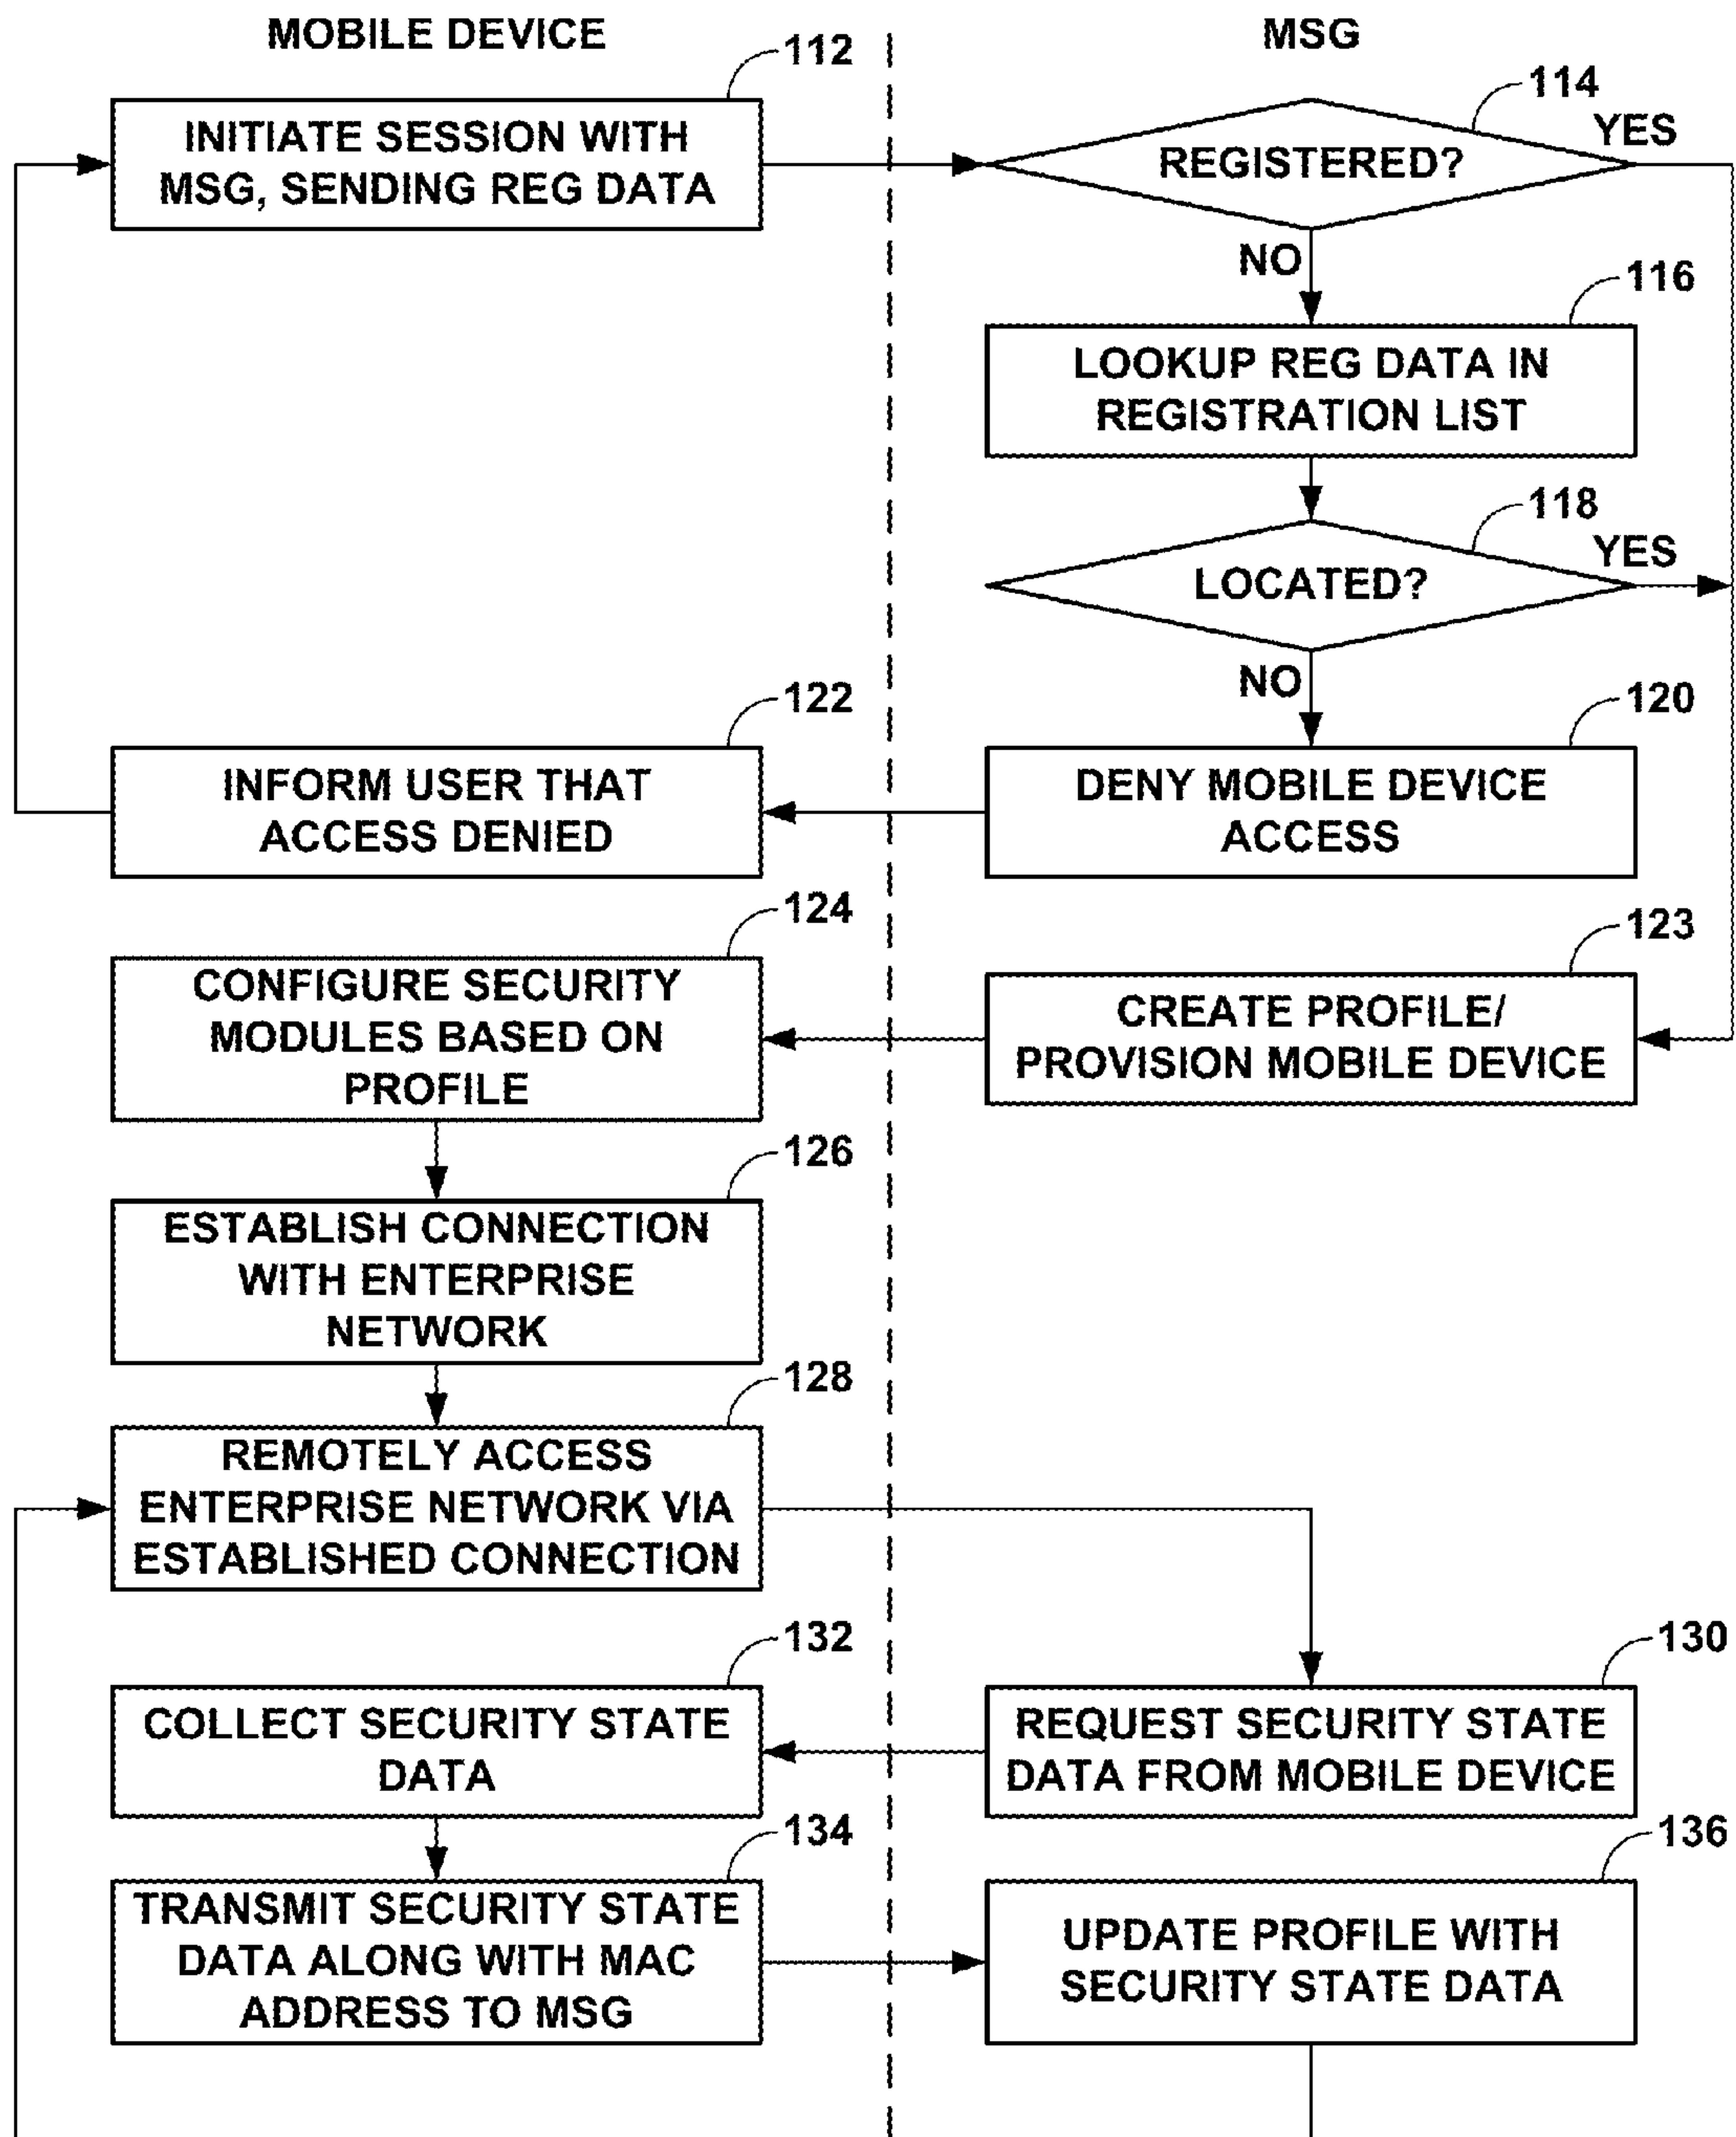 MOBILE DEVICE
MSG
112
INITIATE SESSION WITH
MSG, SENDING REG DATA
114
REGISTERED?
YES
NO
116
LOOKUP REG DATA IN
REGISTRATION LIST
118
LOCATED?
YES
NO
122
INFORM USER THAT
ACCESS DENIED
120
DENY MOBILE DEVICE
ACCESS
124
CONFIGURE SECURITY
MODULES BASED ON
PROFILE
123
CREATE PROFILE/
PROVISION MOBILE DEVICE
126
ESTABLISH CONNECTION
WITH ENTERPRISE
NETWORK
128
REMOTELY ACCESS
ENTERPRISE NETWORK VIA
ESTABLISHED CONNECTION
132
COLLECT SECURITY STATE
DATA
130
REQUEST SECURITY STATE
DATA FROM MOBILE DEVICE
134
TRANSMIT SECURITY STATE
DATA ALONG WITH MAC
ADDRESS TO MSG
136
UPDATE PROFILE WITH
SECURITY STATE DATA